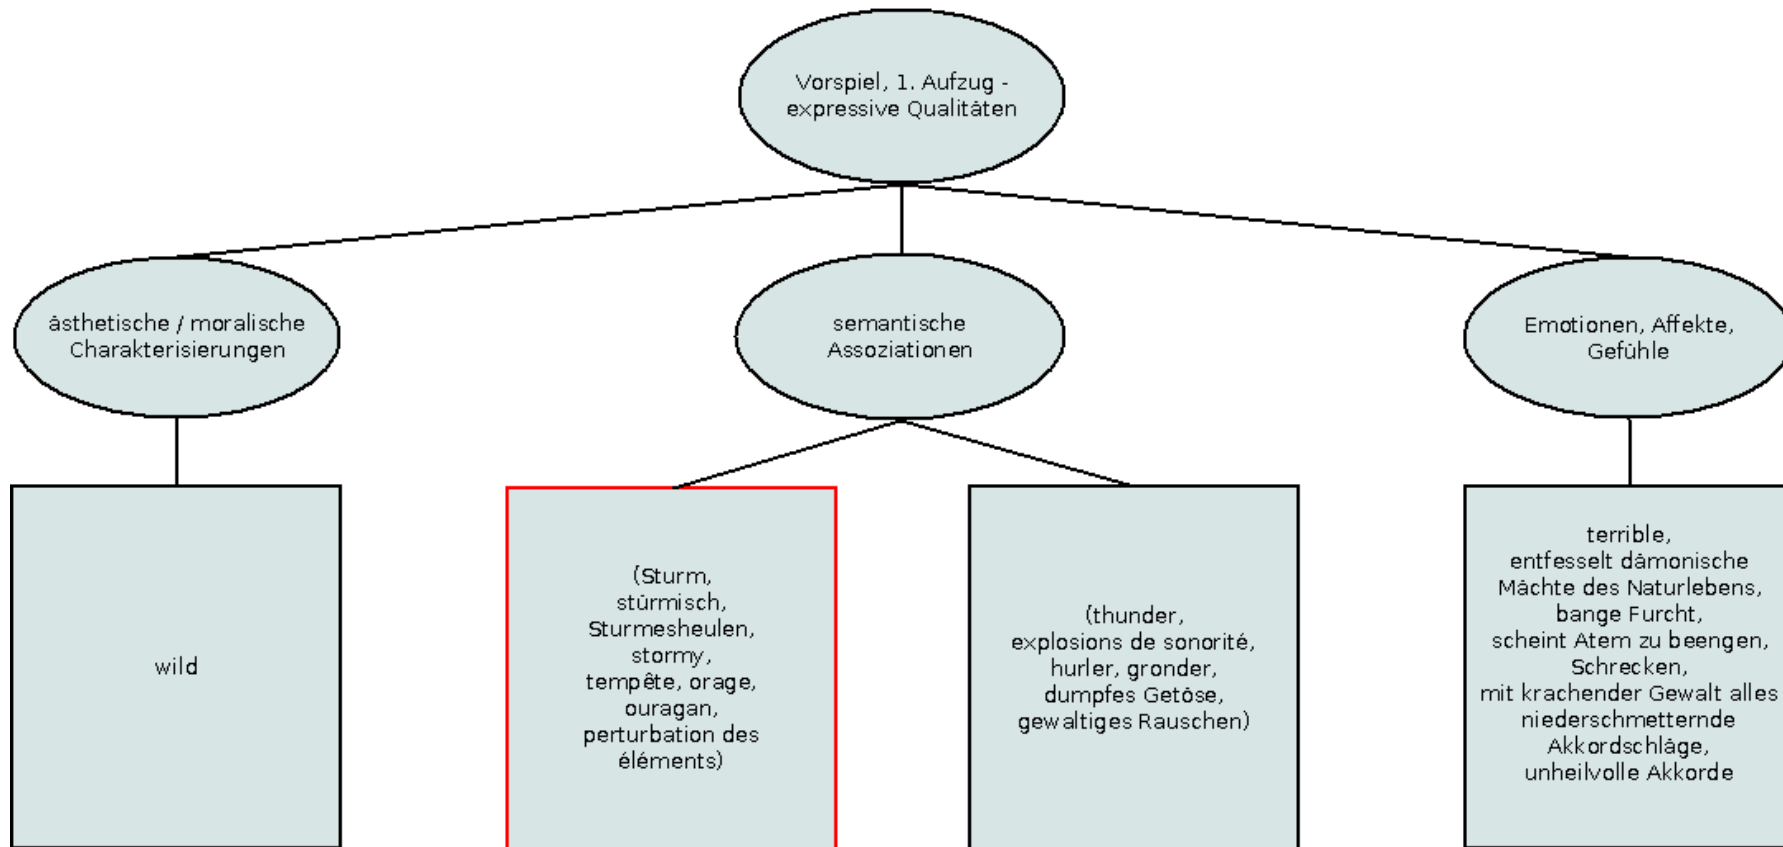 Vorspiel, 1. Aufzug -
expressive Qualitäten
ästhetische / moralische
Charakterisierungen
semantische
Assoziationen
Emotionen, Affekte,
Gefühle
wild
(Sturm,
stürmisch,
Sturmesheulen,
stormy,
tempête, orage,
ouragan,
perturbation des
éléments)
(thunder,
explosions de sonorité,
hurler, gronder,
dumpfes Getöse,
gewaltiges Rauschen)
terrible,
entfesselt dämonische
Mächte des Naturlebens,
bange Furcht,
scheint Atem zu beengen,
Schrecken,
mit krachender Gewalt alles
niederschmetternde
Akkordschläge,
unheilvolle Akkorde